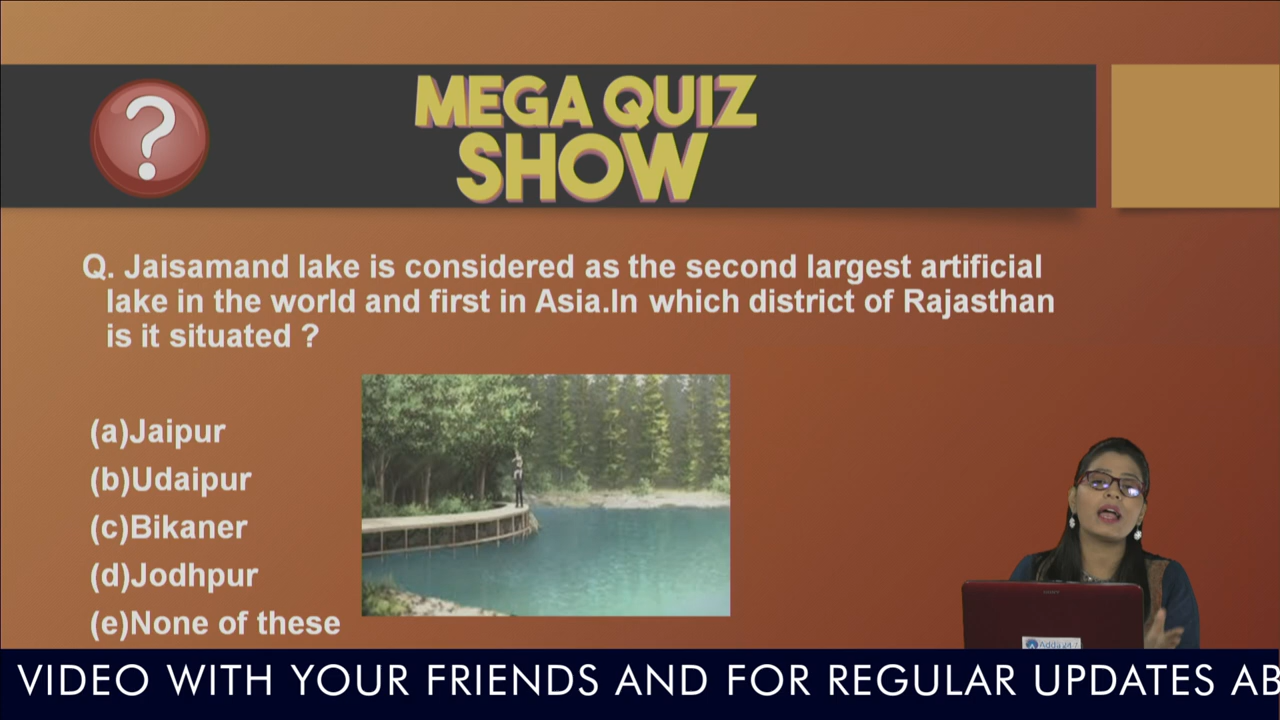 ?
MEGA QUIZ
SHOW
Q. Jaisamand lake is considered as the second largest artificial
lake in the world and first in Asia.In which district of Rajasthan
is it situated ?
(a)Jaipur
(b)Udaipur
(c)Bikaner
(d)Jodhpur
(e)None of these
Adda247
VIDEO WITH YOUR FRIENDS AND FOR REGULAR UPDATES AB